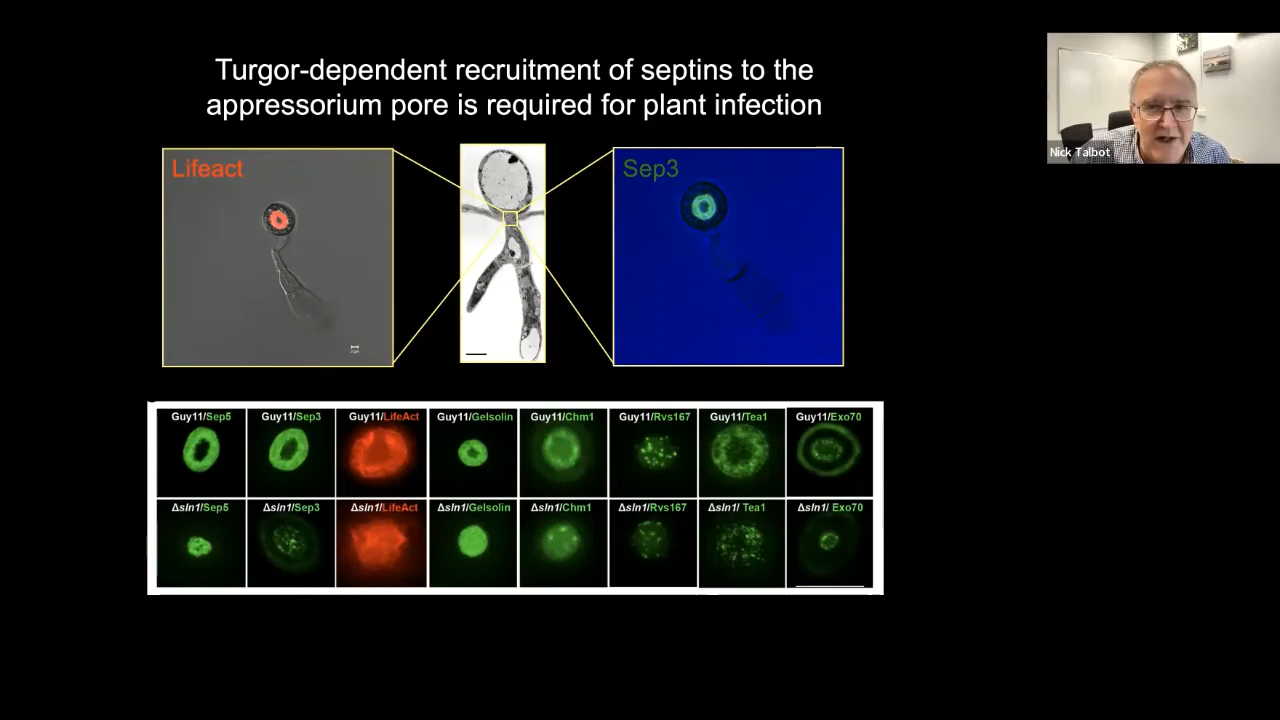 Turgor-dependent recruitment of septins to the
appressorium pore is required for plant infection
Nick Talbot
Lifeact
Sep3
Guy11/Sep5
Guy11/Sep3
Guy11/LifeAct
Guy11/Gelsolin
Guy11/Chm1
Guy11/Rvs167
Guy11/Tea1
Guy11/Exo70
Δsln1/Sep5
Δsln1/Sep3
Δsln1/LifeAct
Δsln1/Gelsolin
Δsln1/Chm1
Δsln1/Rvs167
Δsln1/ Tea1
Δsln1/ Exo70